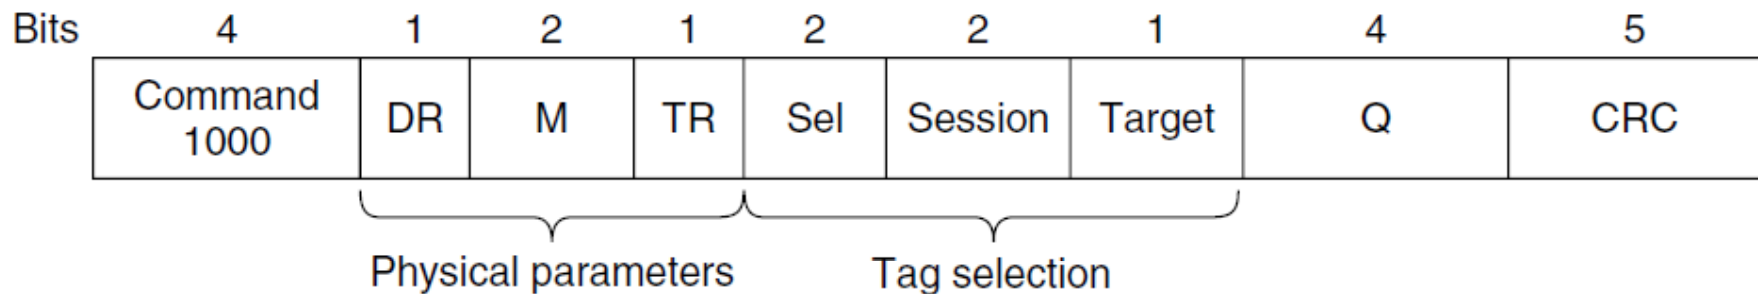 Bits 4 1 2 1 2 2 1 4 5
Command 1000 DR M TR Sel Session Target Q CRC
Physical parameters Tag selection